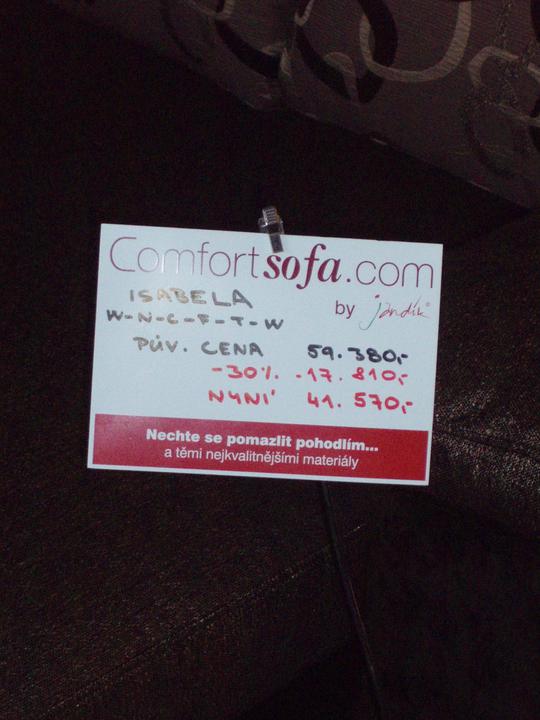 Comfortsofa.com
by jandík
ISABELA
W-N-C-F-T-W
PŮV. CENA 59.380,-
-30% -17.810,-
NYNÍ 41.570,-
Nechte se pomazlit pohodlím...
a těmi nejkvalitnějšími materiály